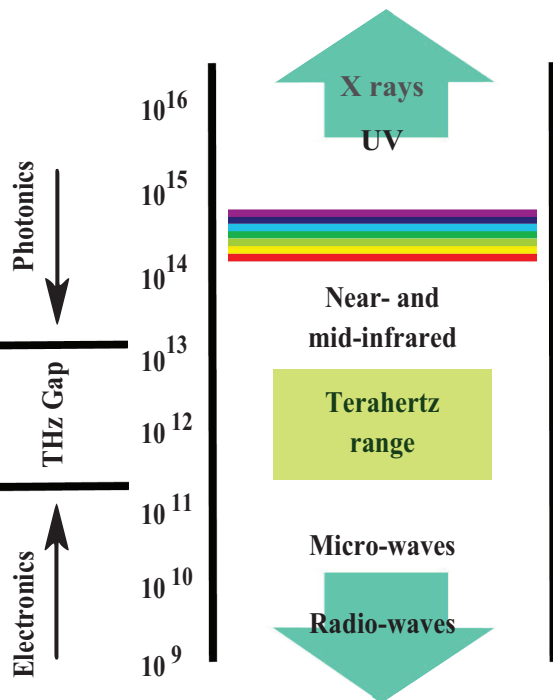 X rays
UV
Near- and
mid-infrared
Terahertz
range
Micro-waves
Radio-waves
10^16
10^15
10^14
10^13
10^12
10^11
10^10
10^9
Photonics
THz Gap
Electronics